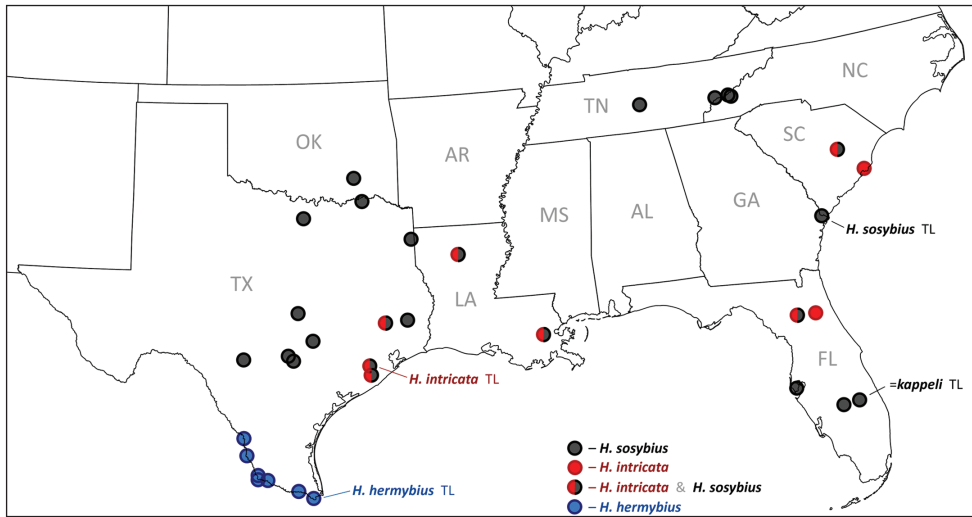 NC
TN
SC
OK
AR
MS
AL
GA
H. sosybius TL
TX
LA
FL
H. intricata TL
=kappeli TL
– H. sosybius
– H. intricata
– H. intricata & H. sosybius
H. hermybius TL
– H. hermybius